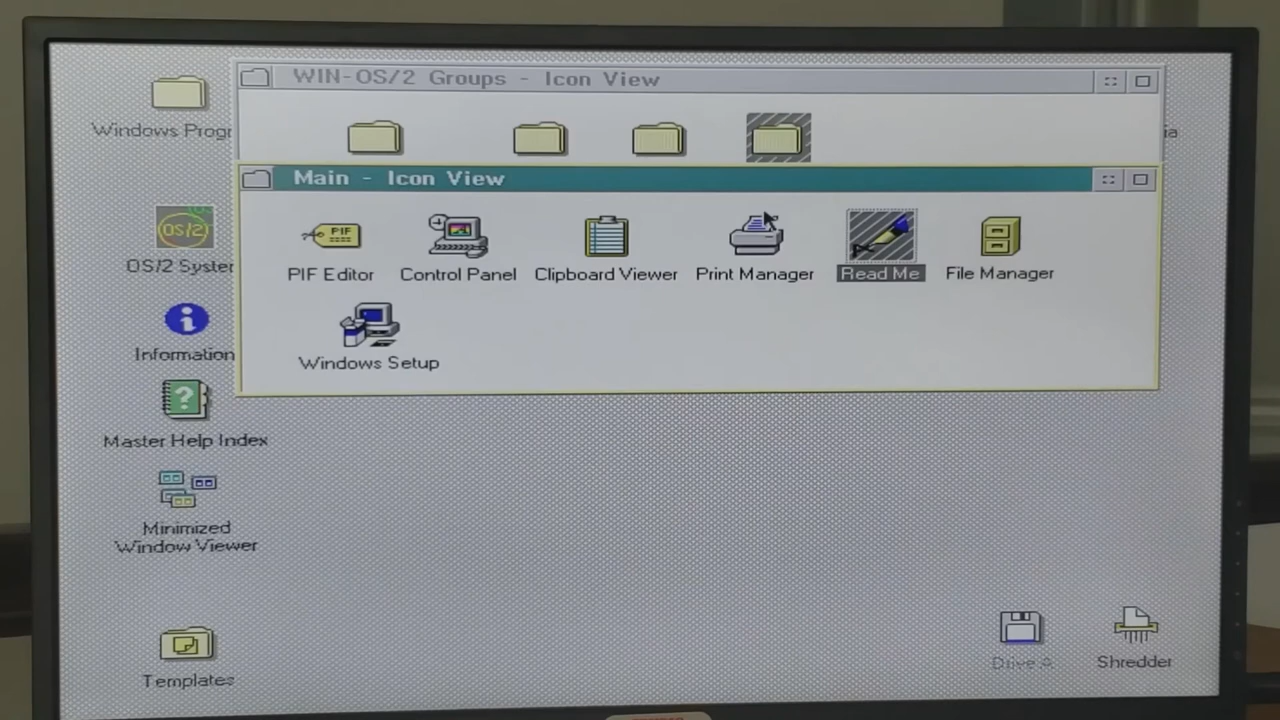 WIN-OS/2 Groups - Icon View
Windows Progr
Main - Icon View
OS/2
OS/2 System
PIF
PIF Editor
Control Panel
Clipboard Viewer
Print Manager
Read Me
File Manager
Windows Setup
Information
Master Help Index
Minimized
Window Viewer
Templates
Drive A
Shredder